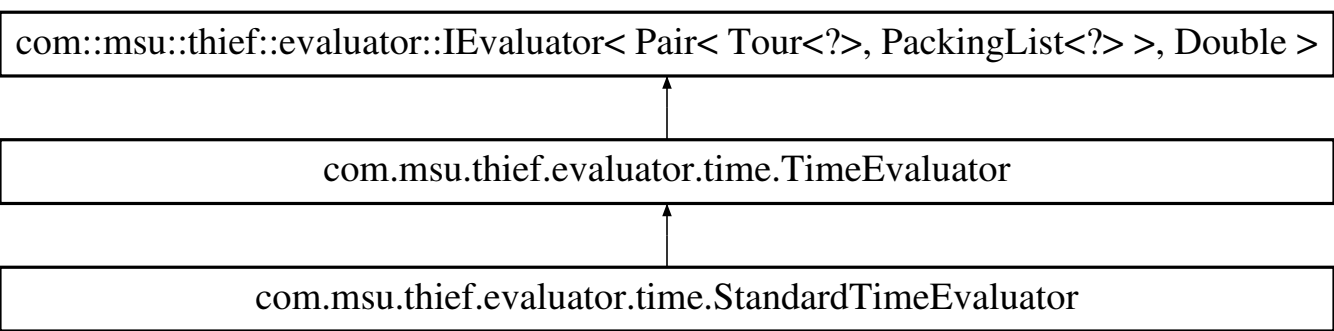 com::msu::thief::evaluator::IEvaluator< Pair< Tour<?>, PackingList<?> >, Double >
com.msu.thief.evaluator.time.TimeEvaluator
com.msu.thief.evaluator.time.StandardTimeEvaluator